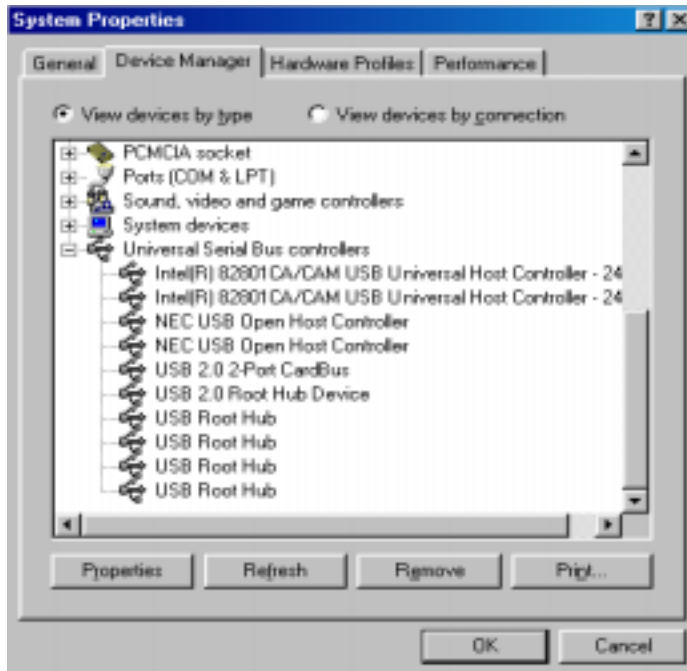 System Properties
General Device Manager Hardware Profiles Performance
View devices by type View devices by connection
PCMCIA socket
Ports (COM & LPT)
Sound, video and game controllers
System devices
Universal Serial Bus controllers
Intel(R) 82801CA/CAM USB Universal Host Controller - 24
Intel(R) 82801CA/CAM USB Universal Host Controller - 24
NEC USB Open Host Controller
NEC USB Open Host Controller
USB 2.0 2-Port CardBus
USB 2.0 Root Hub Device
USB Root Hub
USB Root Hub
USB Root Hub
USB Root Hub
Properties Refresh Remove Print...
OK Cancel